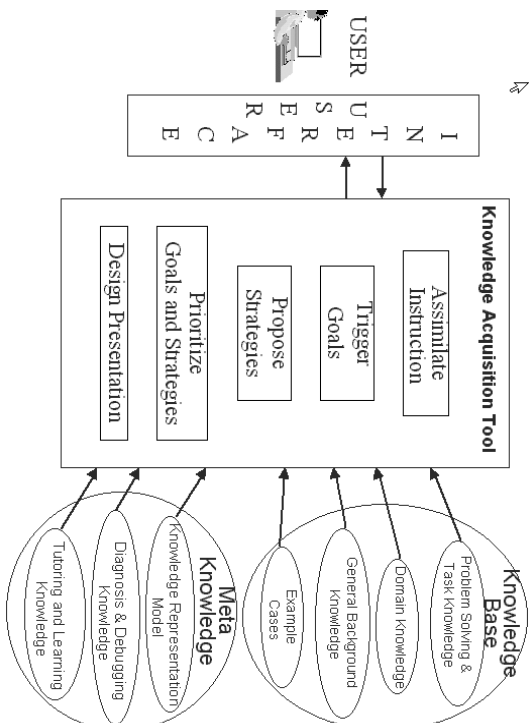 USER
USER
INTERFACE
Knowledge Acquisition Tool
Assimilate
Instruction
Trigger
Goals
Propose
Strategies
Prioritize
Goals and Strategies
Design Presentation
Knowledge
Base
Problem Solving &
Task Knowledge
Domain Knowledge
General Background
Knowledge
Example
Cases
Meta
Knowledge
Knowledge Representation
Model
Diagnosis & Debugging
Knowledge
Tutoring and Learning
Knowledge